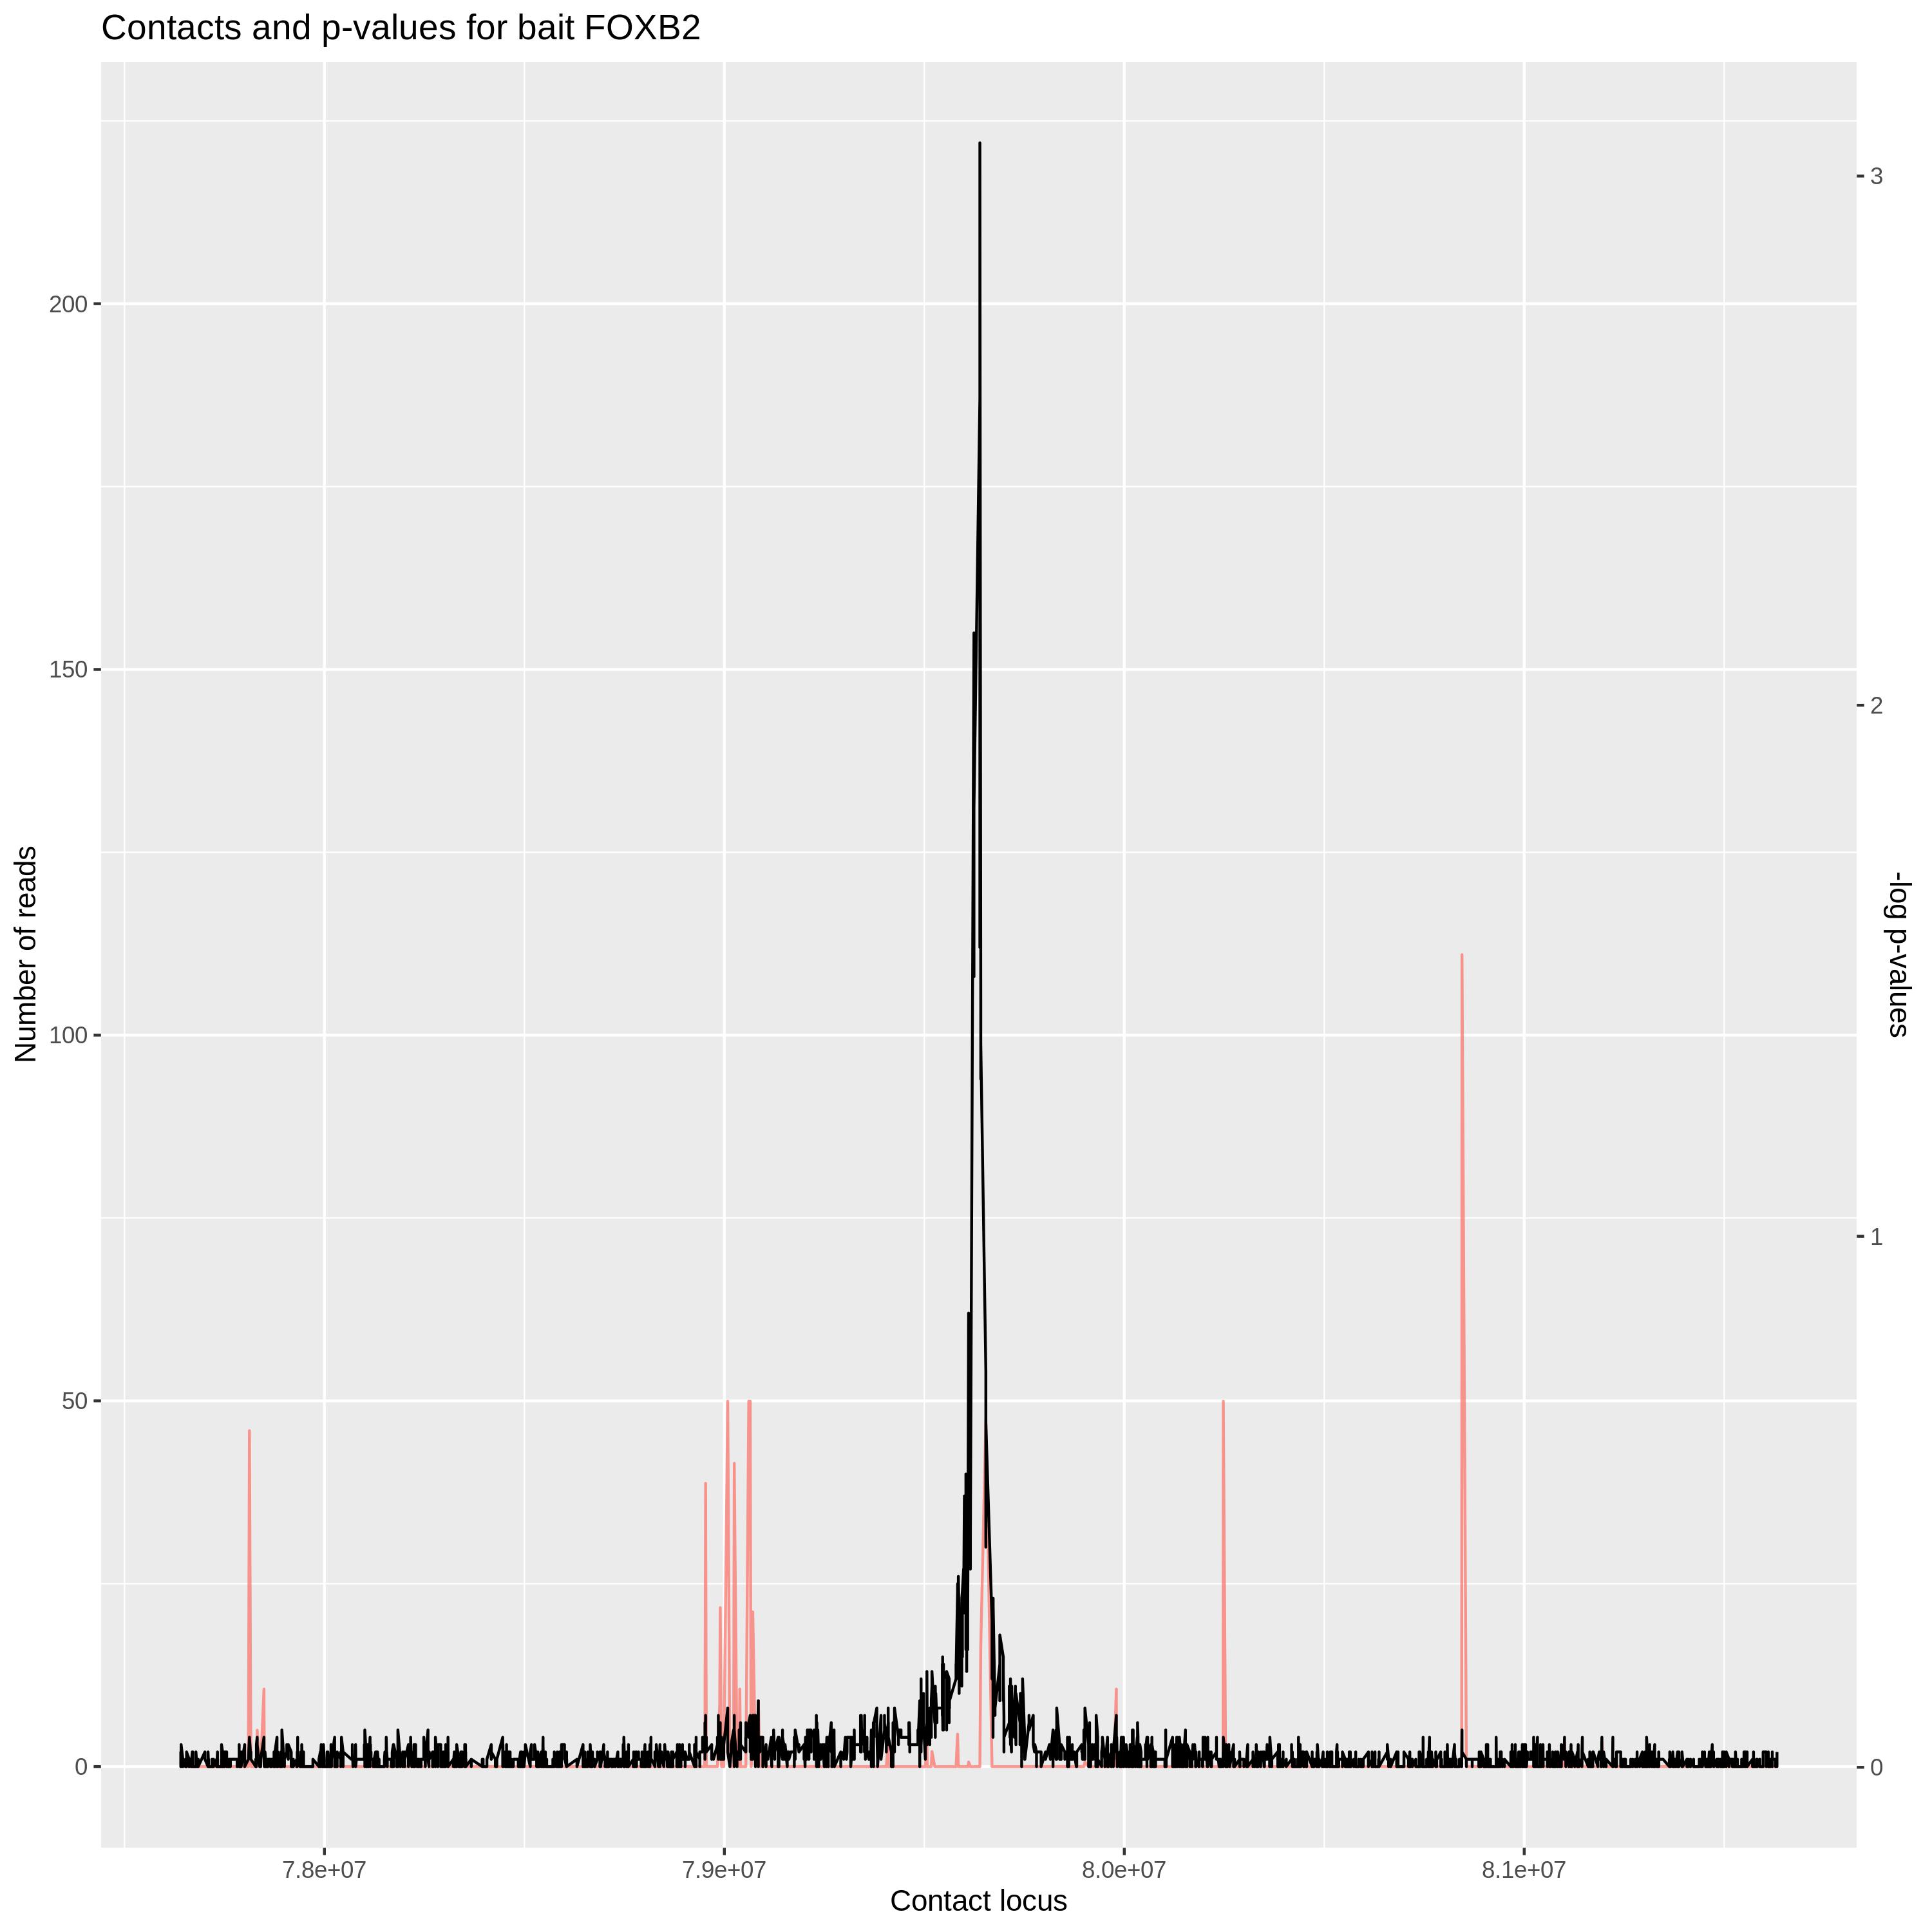 Contacts and p-values for bait FOXB2
Number of reads
200
150
100
50
0
3
2
1
0
-log p-values
7.8e+07 7.9e+07 8.0e+07 8.1e+07
Contact locus